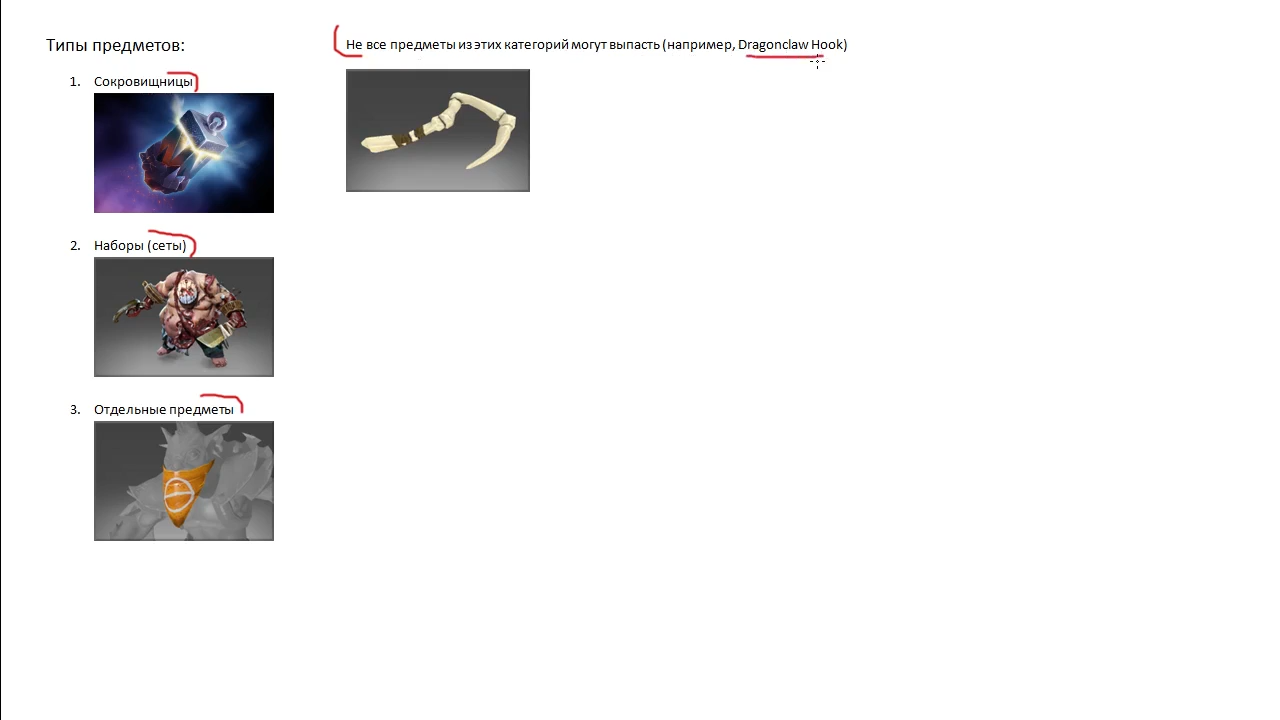 Типы предметов:
1. Сокровищницы
2. Наборы (сеты)
3. Отдельные предметы
Не все предметы из этих категорий могут выпасть (например, Dragonclaw Hook)